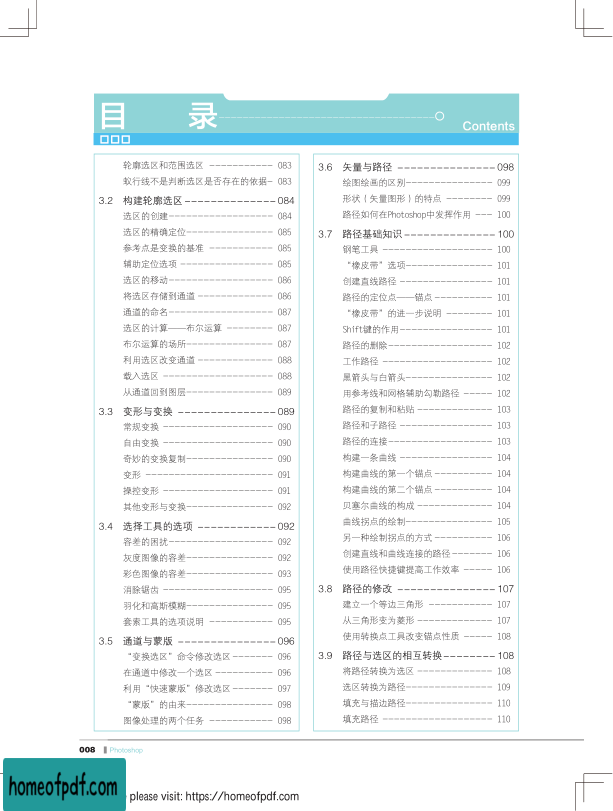 目 录
Contents
轮廓选区和范围选区 ----------- 083
蚁行线不是判断选区是否存在的依据- 083
3.2 构建轮廓选区---------------084
选区的创建------------------ 084
选区的精确定位--------------- 085
参考点是变换的基准 ----------- 085
辅助定位选项 ---------------- 085
选区的移动------------------ 086
将选区存储到通道 ------------- 086
通道的命名------------------ 087
选区的计算——布尔运算 -------- 087
布尔运算的场所--------------- 087
利用选区改变通道 ------------- 088
载入选区 ------------------- 088
从通道回到图层--------------- 089
3.3 变形与变换 ----------------089
常规变换 ------------------- 090
自由变换 ------------------- 090
奇妙的变换复制--------------- 090
变形 ---------------------- 091
操控变形 ------------------- 091
其他变形与变换--------------- 092
3.4 选择工具的选项 -------------092
容差的困扰------------------ 092
灰度图像的容差--------------- 092
彩色图像的容差--------------- 093
消除锯齿 ------------------- 095
羽化和高斯模糊--------------- 095
套索工具的选项说明 ----------- 095
3.5 通道与蒙版 ----------------096
“变换选区”命令修改选区------- 096
在通道中修改一个选区 ---------- 096
利用“快速蒙版”修改选区------- 097
“蒙版”的由来--------------- 098
图像处理的两个任务 ----------- 098
3.6 矢量与路径 ----------------098
绘图绘画的区别--------------- 099
形状（矢量图形）的特点 -------- 099
路径如何在Photoshop中发挥作用 --- 100
3.7 路径基础知识---------------100
钢笔工具 ------------------- 100
“橡皮带”选项--------------- 101
创建直线路径 ---------------- 101
路径的定位点——锚点 ---------- 101
“橡皮带”的进一步说明 -------- 101
Shift键的作用---------------- 101
路径的删除------------------ 102
工作路径 ------------------- 102
黑箭头与白箭头--------------- 102
用参考线和网格辅助勾勒路径 ----- 102
路径的复制和粘贴 ------------- 103
路径和子路径 ---------------- 103
路径的连接------------------ 103
构建一条曲线 ---------------- 104
构建曲线的第一个锚点 ---------- 104
构建曲线的第二个锚点 ---------- 104
贝塞尔曲线的构成 ------------- 104
曲线拐点的绘制--------------- 105
另一种绘制拐点的方式 ---------- 106
创建直线和曲线连接的路径------- 106
使用路径快捷键提高工作效率 ----- 106
3.8 路径的修改 ----------------107
建立一个等边三角形 ----------- 107
从三角形变为菱形 ------------- 107
使用转换点工具改变锚点性质 ----- 108
3.9 路径与选区的相互转换--------108
将路径转换为选区 ------------- 108
选区转换为路径--------------- 109
填充与描边路径--------------- 110
填充路径 ------------------- 110
008 Photoshop
homeofpdf.com
please visit: https://homeofpdf.com